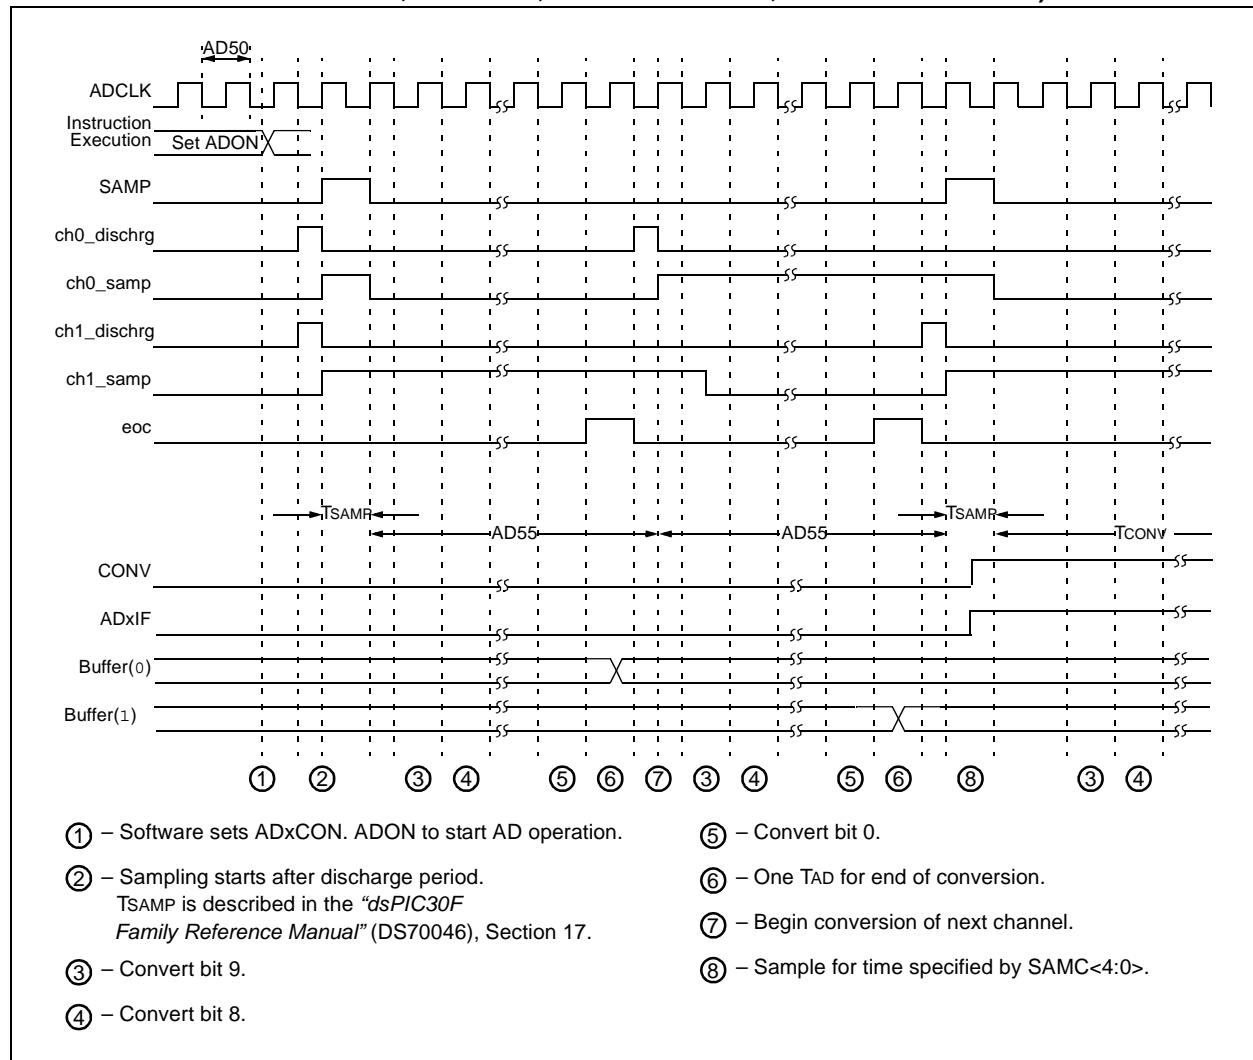 AD50
ADCLK
Instruction
Execution Set ADON
SAMP
ch0_dischrg
ch0_samp
ch1_dischrg
ch1_samp
eoc
TSAMP TSAMP
AD55 AD55 TCONV
CONV
ADxIF
Buffer(0)
Buffer(1)
1 2 3 4 5 6 7 3 4 5 6 8 3 4
1 – Software sets ADxCON. ADON to start AD operation.
2 – Sampling starts after discharge period.
TSAMP is described in the "dsPIC30F
Family Reference Manual" (DS70046), Section 17.
3 – Convert bit 9.
4 – Convert bit 8.
5 – Convert bit 0.
6 – One TAD for end of conversion.
7 – Begin conversion of next channel.
8 – Sample for time specified by SAMC<4:0>.